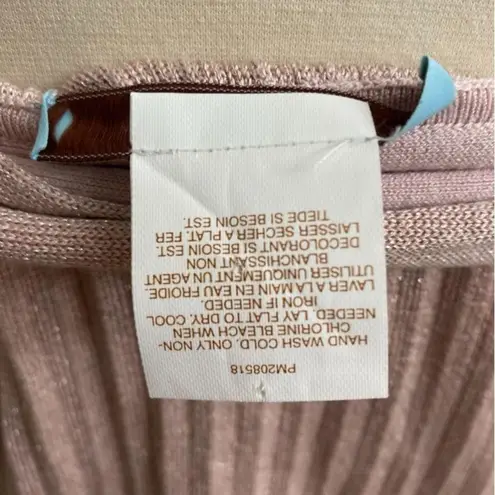 PM208518
HAND WASH COLD. ONLY NON-
CHLORINE BLEACH WHEN
NEEDED. LAY FLAT TO DRY. COOL
IRON IF NEEDED.
LAVER A LA MAIN EN EAU FROIDE.
UTILISER UNIQUEMENT UN AGENT
BLANCHISSANT NON
DECOLORANT SI BESOIN EST.
LAISSER SECHER A PLAT. FER
TIEDE SI BESOIN EST.